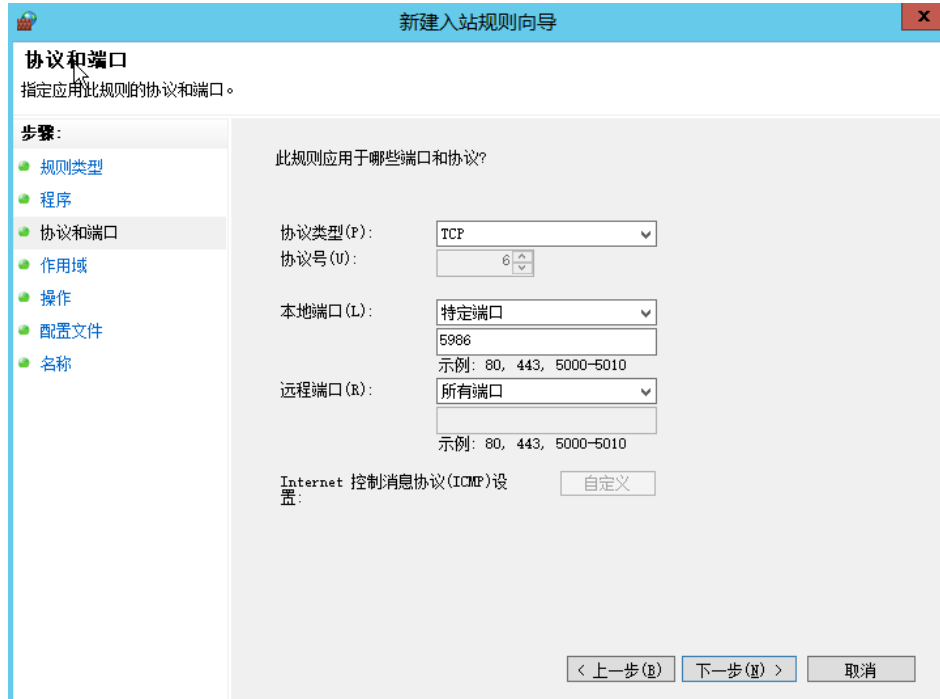 新建入站规则向导
x
协议和端口
指定应用此规则的协议和端口。
步骤:
规则类型
程序
协议和端口
作用域
操作
配置文件
名称
此规则应用于哪些端口和协议?
协议类型(P): TCP
协议号(U): 6
本地端口(L): 特定端口
5986
示例: 80, 443, 5000-5010
远程端口(R): 所有端口
示例: 80, 443, 5000-5010
Internet 控制消息协议(ICMP)设
置:
自定义
< 上一步(B) 下一步(N) > 取消